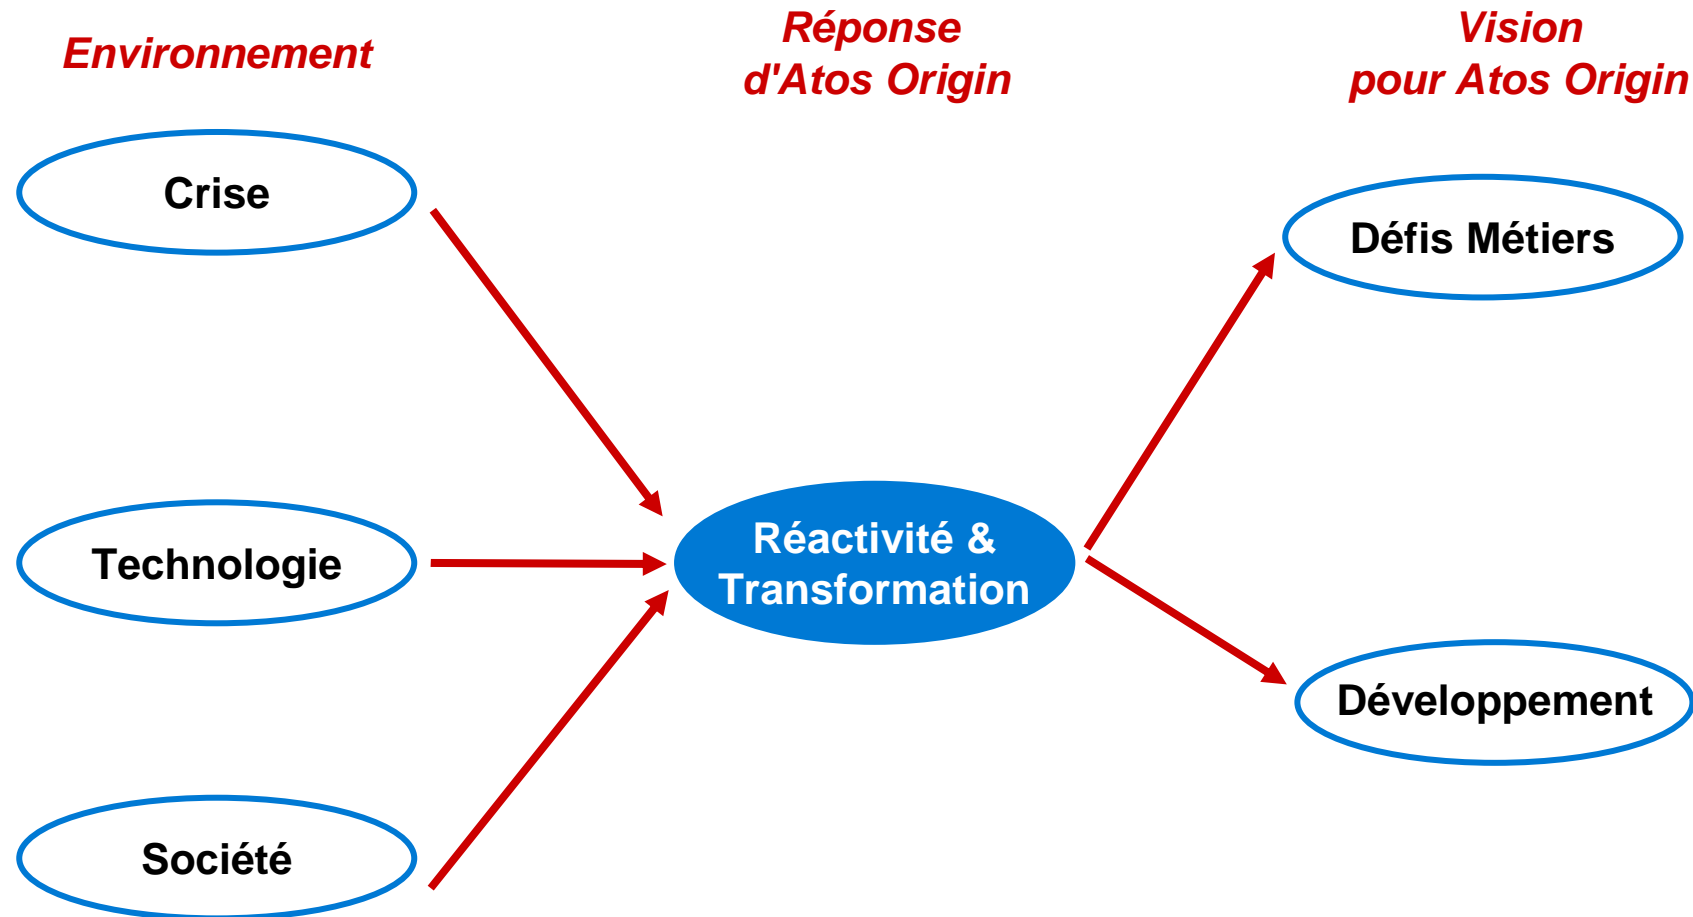 Environnement
Réponse
d'Atos Origin
Vision
pour Atos Origin
Crise
Défis Métiers
Technologie
Réactivité &
Transformation
Développement
Société